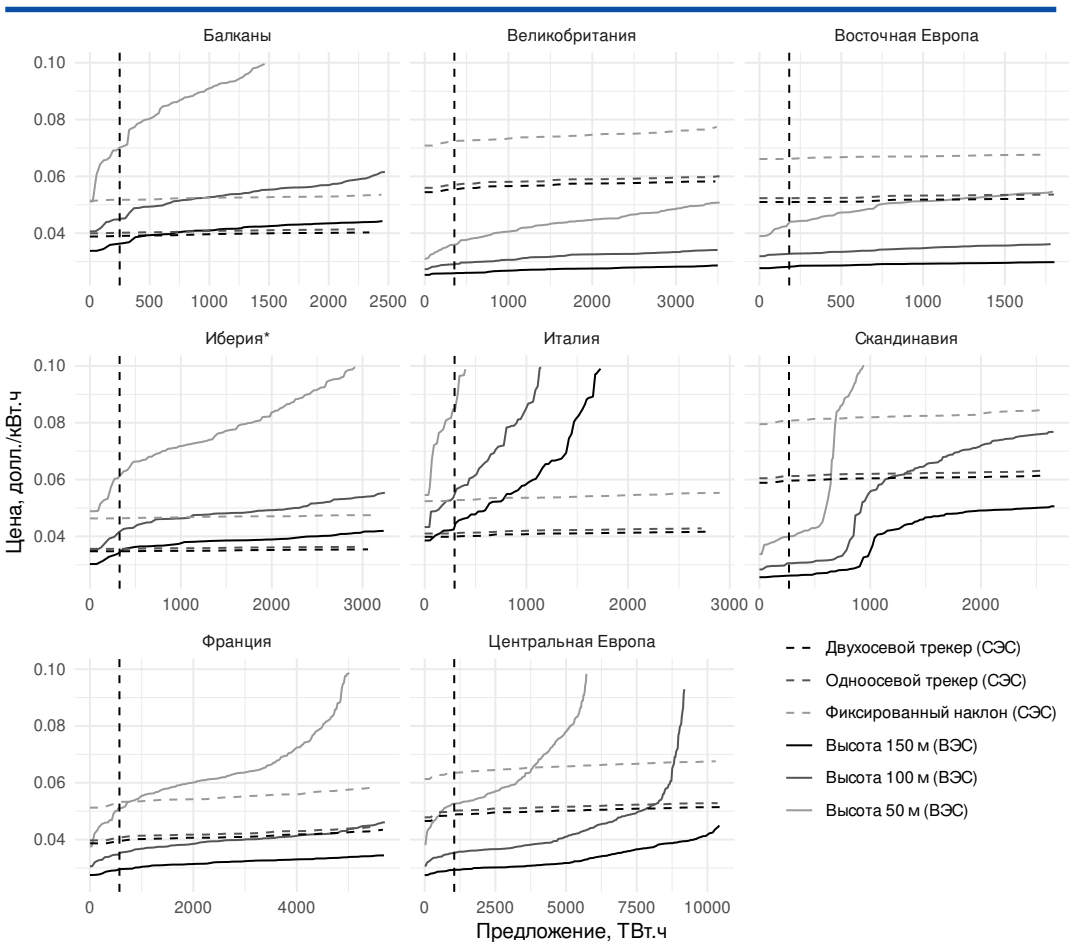 Балканы
Великобритания
Восточная Европа
0.10
0.08
0.06
0.04
0 500 1000 1500 2000 2500
0 1000 2000 3000
0 500 1000 1500
Иберия*
Италия
Скандинавия
0.10
0.08
0.06
0.04
0 1000 2000 3000
0 1000 2000 3000
0 1000 2000
Цена, долл./кВт.ч
Франция
Центральная Европа
0.10
0.08
0.06
0.04
0 2000 4000
0 2500 5000 7500 10000
Предложение, ТВт.ч
Двухосевой трекер (СЭС)
Одноосевой трекер (СЭС)
Фиксированный наклон (СЭС)
Высота 150 м (ВЭС)
Высота 100 м (ВЭС)
Высота 50 м (ВЭС)